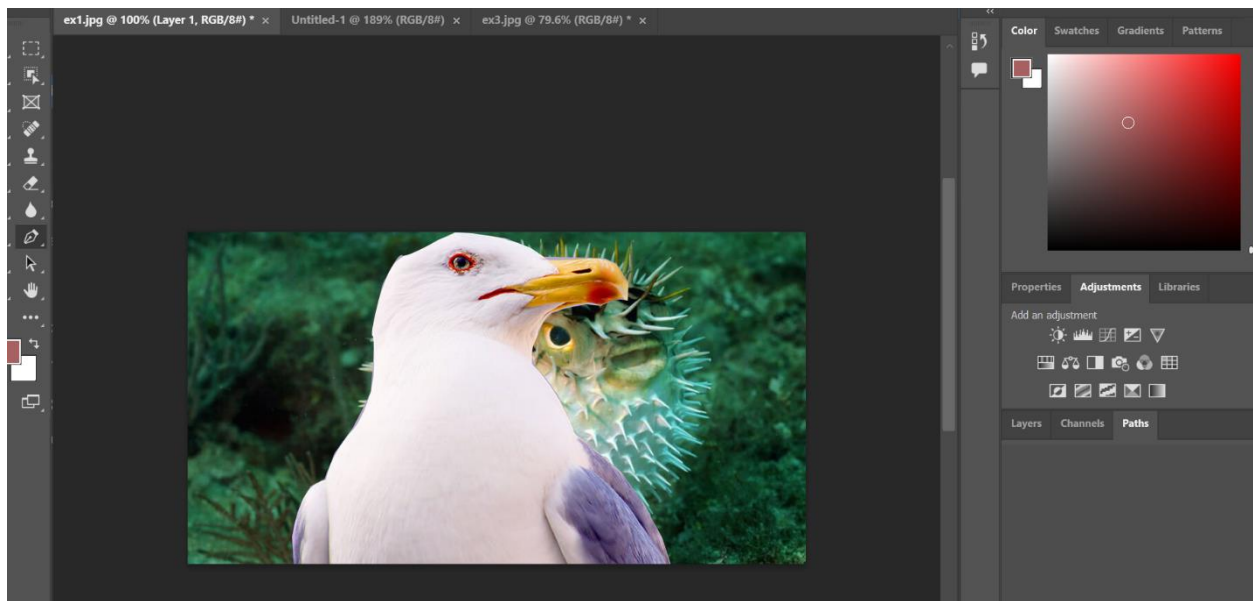 ex1.jpg @ 100% (Layer 1, RGB/8#) * × Untitled-1 @ 189% (RGB/8#) × ex3.jpg @ 79.6% (RGB/8#) * ×
Color Swatches Gradients Patterns
Properties Adjustments Libraries
Add an adjustment
Layers Channels Paths